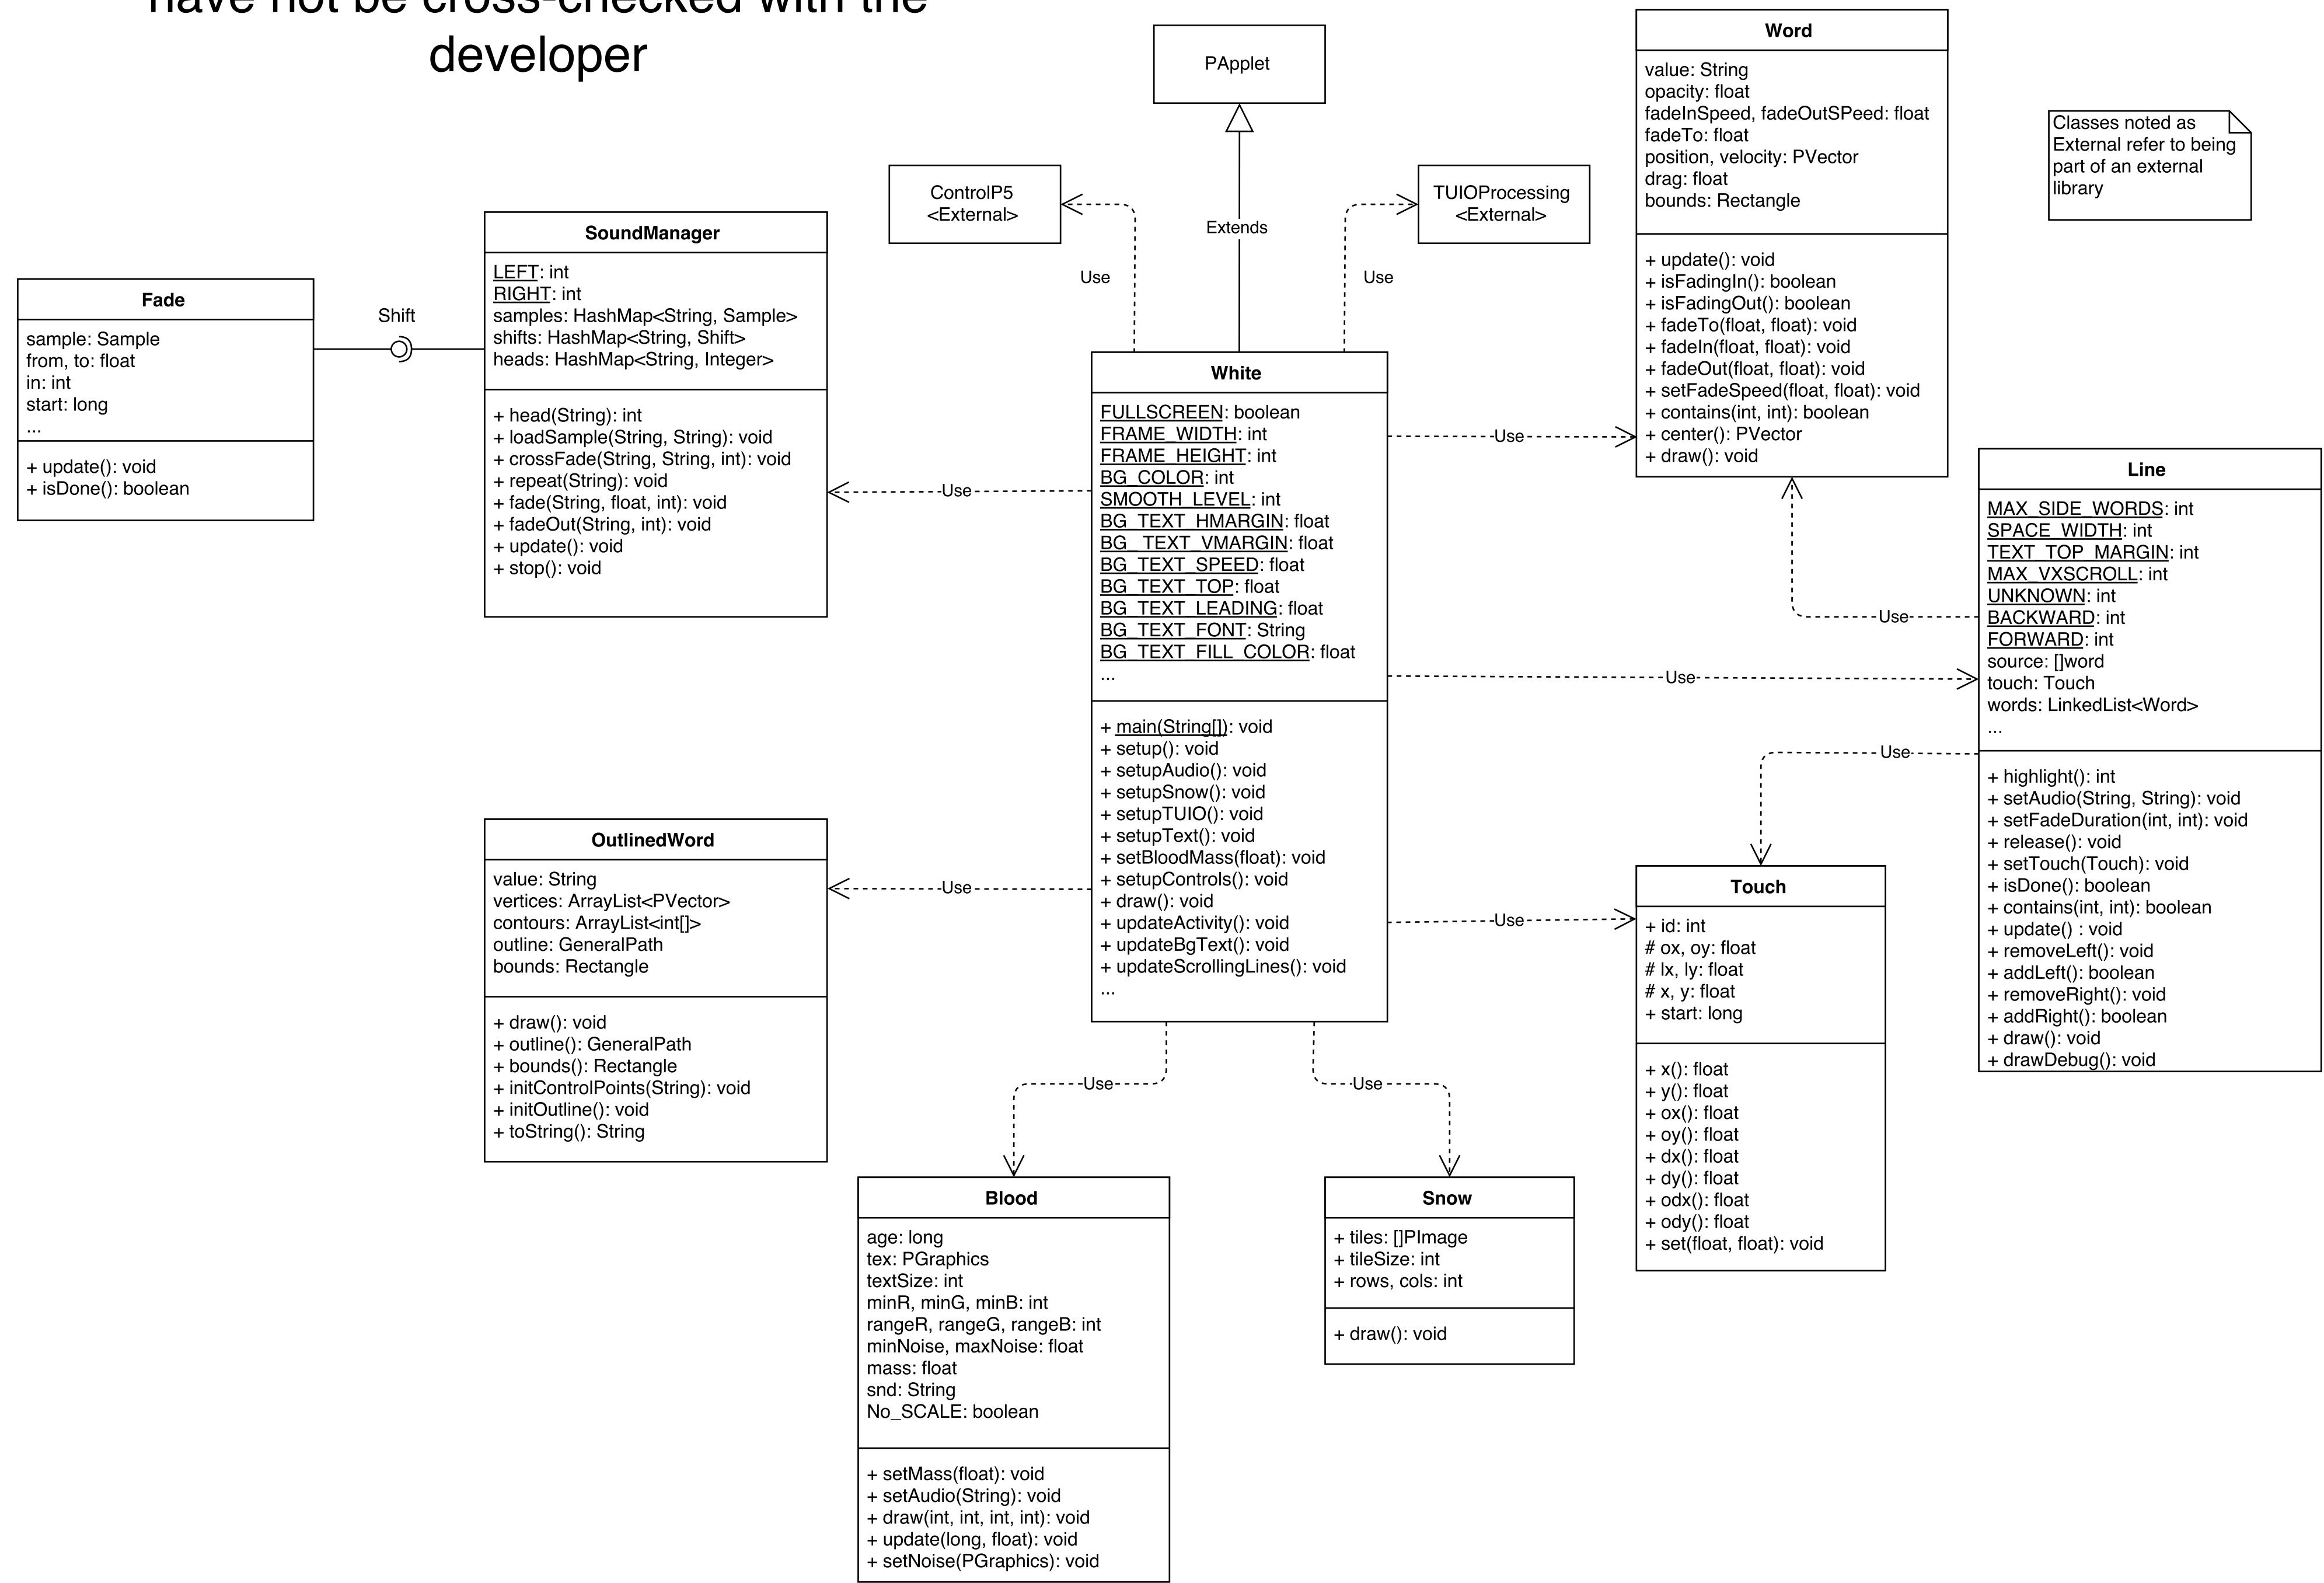 have not be cross-checked with the
developer
PApplet
Extends
ControlP5
<External>
Use
TUIOProcessing
<External>
Use
Word
value: String
opacity: float
fadeInSpeed, fadeOutSPeed: float
fadeTo: float
position, velocity: PVector
drag: float
bounds: Rectangle
+ update(): void
+ isFadingIn(): boolean
+ isFadingOut(): boolean
+ fadeTo(float, float): void
+ fadeIn(float, float): void
+ fadeOut(float, float): void
+ setFadeSpeed(float, float): void
+ contains(int, int): boolean
+ center(): PVector
+ draw(): void
Classes noted as
External refer to being
part of an external
library
Fade
sample: Sample
from, to: float
in: int
start: long
...
+ update(): void
+ isDone(): boolean
Shift
SoundManager
LEFT: int
RIGHT: int
samples: HashMap<String, Sample>
shifts: HashMap<String, Shift>
heads: HashMap<String, Integer>
+ head(String): int
+ loadSample(String, String): void
+ crossFade(String, String, int): void
+ repeat(String): void
+ fade(String, float, int): void
+ fadeOut(String, int): void
+ update(): void
+ stop(): void
Use
White
FULLSCREEN: boolean
FRAME_WIDTH: int
FRAME_HEIGHT: int
BG_COLOR: int
SMOOTH_LEVEL: int
BG_TEXT_HMARGIN: float
BG_ TEXT_VMARGIN: float
BG_TEXT_SPEED: float
BG_TEXT_TOP: float
BG_TEXT_LEADING: float
BG_TEXT_FONT: String
BG_TEXT_FILL_COLOR: float
...
+ main(String[]): void
+ setup(): void
+ setupAudio(): void
+ setupSnow(): void
+ setupTUIO(): void
+ setupText(): void
+ setBloodMass(float): void
+ setupControls(): void
+ draw(): void
+ updateActivity(): void
+ updateBgText(): void
+ updateScrollingLines(): void
...
Use
Use
Use
Use
Line
MAX_SIDE_WORDS: int
SPACE_WIDTH: int
TEXT_TOP_MARGIN: int
MAX_VXSCROLL: int
UNKNOWN: int
BACKWARD: int
FORWARD: int
source: []word
touch: Touch
words: LinkedList<Word>
...
+ highlight(): int
+ setAudio(String, String): void
+ setFadeDuration(int, int): void
+ release(): void
+ setTouch(Touch): void
+ isDone(): boolean
+ contains(int, int): boolean
+ update() : void
+ removeLeft(): void
+ addLeft(): boolean
+ removeRight(): void
+ addRight(): boolean
+ draw(): void
+ drawDebug(): void
OutlinedWord
value: String
vertices: ArrayList<PVector>
contours: ArrayList<int[]>
outline: GeneralPath
bounds: Rectangle
+ draw(): void
+ outline(): GeneralPath
+ bounds(): Rectangle
+ initControlPoints(String): void
+ initOutline(): void
+ toString(): String
Use
Use
Touch
+ id: int
# ox, oy: float
# lx, ly: float
# x, y: float
+ start: long
+ x(): float
+ y(): float
+ ox(): float
+ oy(): float
+ dx(): float
+ dy(): float
+ odx(): float
+ ody(): float
+ set(float, float): void
Use
Use
Blood
age: long
tex: PGraphics
textSize: int
minR, minG, minB: int
rangeR, rangeG, rangeB: int
minNoise, maxNoise: float
mass: float
snd: String
No_SCALE: boolean
+ setMass(float): void
+ setAudio(String): void
+ draw(int, int, int, int): void
+ update(long, float): void
+ setNoise(PGraphics): void
Snow
+ tiles: []PImage
+ tileSize: int
+ rows, cols: int
+ draw(): void